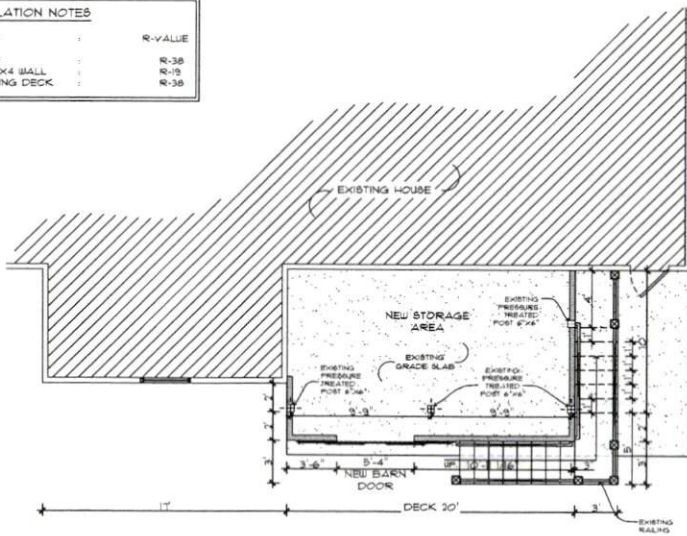 LATION NOTES
: R-VALUE
: R-38
X4 WALL : R-19
NG DECK : R-38
EXISTING HOUSE
NEW STORAGE
AREA
EXISTING
PRESSURE
TREATED
POST 6"X6"
EXISTING
GRADE SLAB
EXISTING
PRESSURE
TREATED
POST 6"X6"
EXISTING
PRESSURE
TREATED
POST 6"X6"
9'-9" 9'-9"
3'-6" 5'-4" UP
NEW BARN
DOOR
17' DECK 20' 3'
EXISTING
RAILING